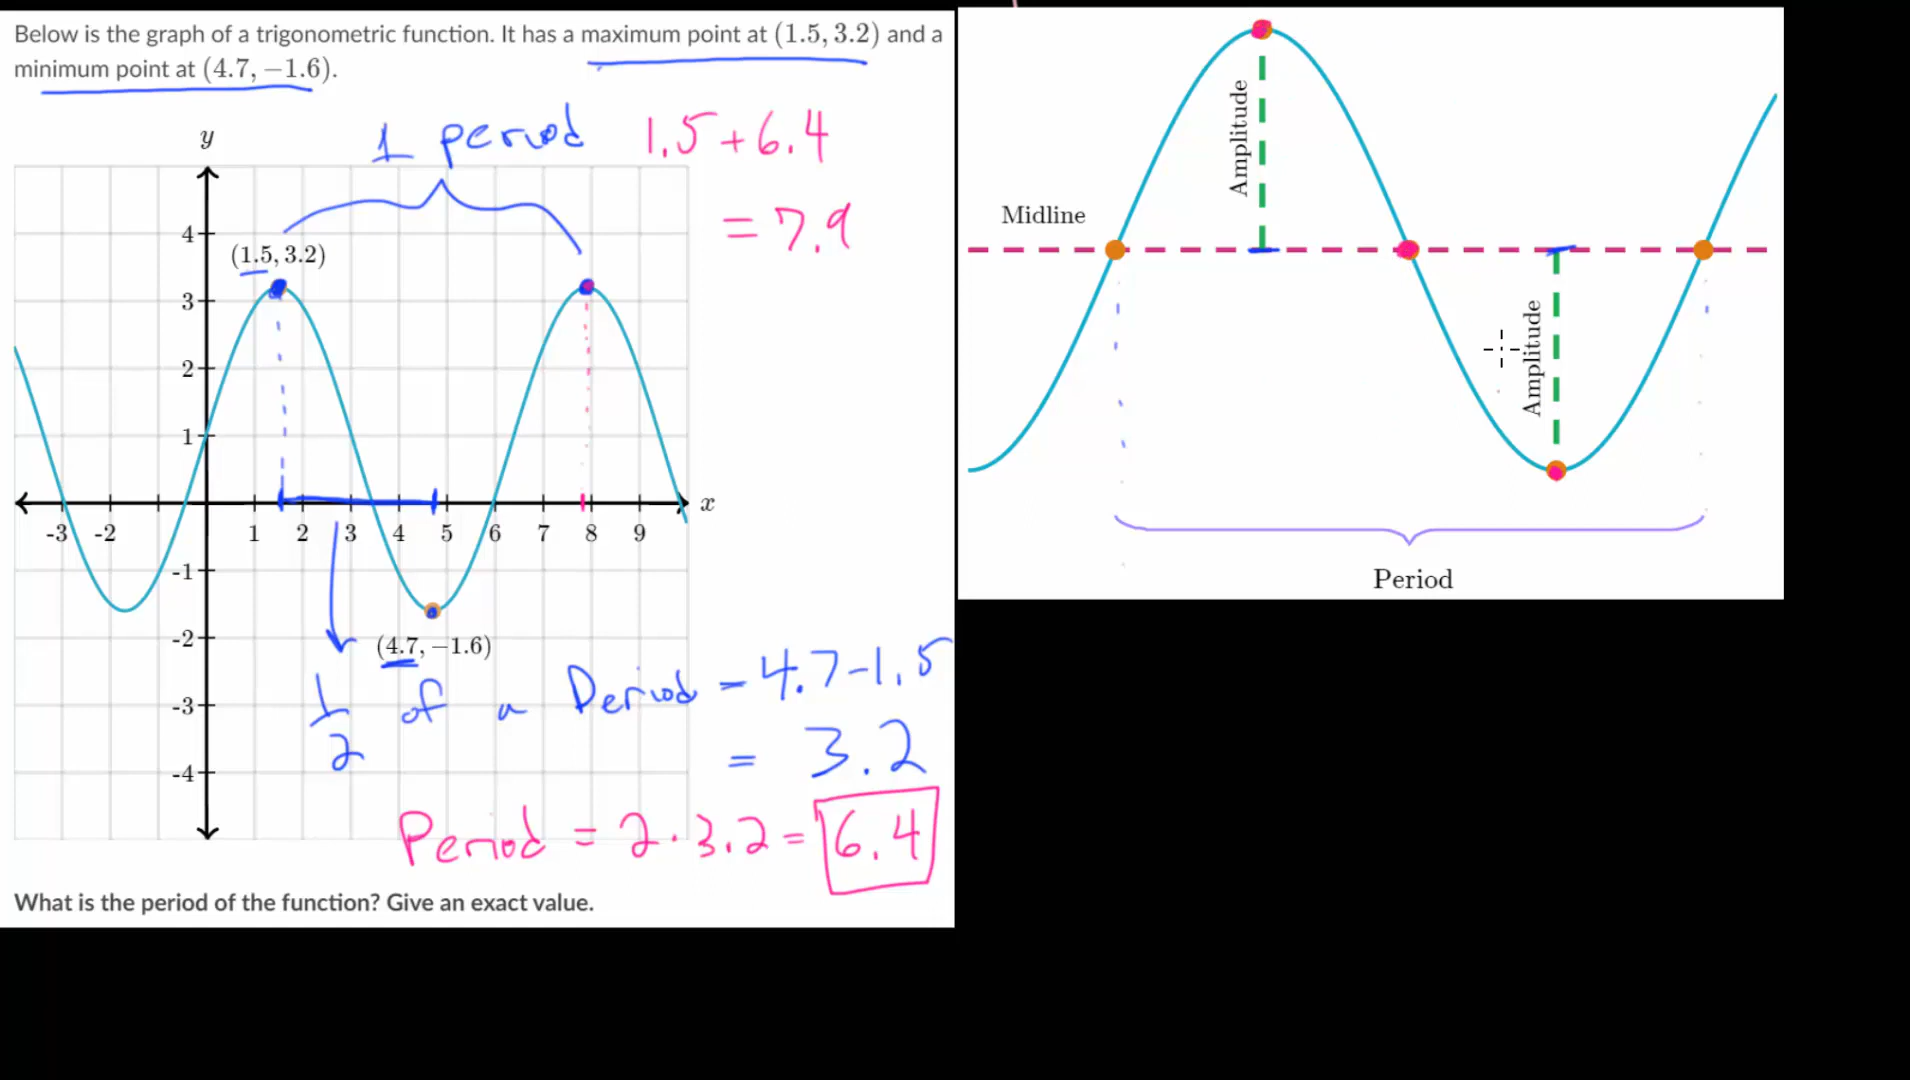 Below is the graph of a trigonometric function. It has a maximum point at (1.5, 3.2) and a
minimum point at (4.7, −1.6).
1 period
1.5+6.4
= 7.9
y
(1.5, 3.2)
4
3
2
1
x
-3 -2 1 2 3 4 5 6 7 8 9
-1
-2
-3
-4
(4.7, −1.6)
1/2 of a Period = 4.7-1.5
= 3.2
Period = 2 · 3.2 = 6.4
What is the period of the function? Give an exact value.
Midline
Amplitude
Amplitude
Period